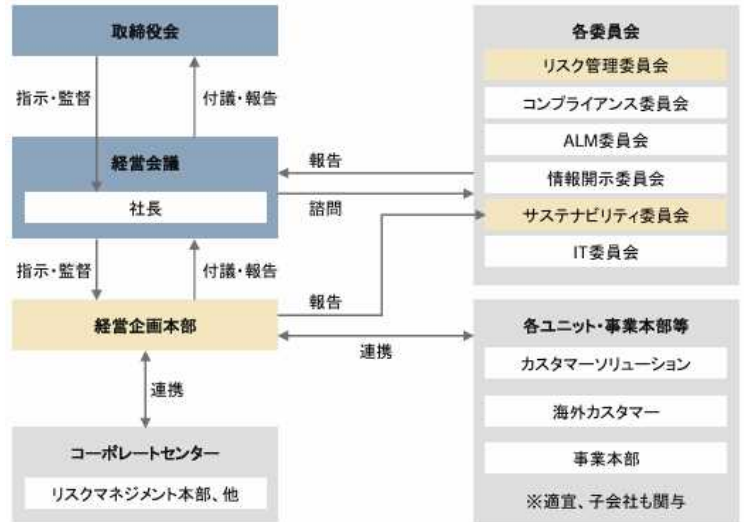 取締役会
指示・監督
付議・報告
経営会議
社長
指示・監督
付議・報告
経営企画本部
連携
コーポレートセンター
リスクマネジメント本部、他
報告
諮問
報告
連携
各委員会
リスク管理委員会
コンプライアンス委員会
ALM委員会
情報開示委員会
サステナビリティ委員会
IT委員会
各ユニット・事業本部等
カスタマーソリューション
海外カスタマー
事業本部
※適宜、子会社も関与